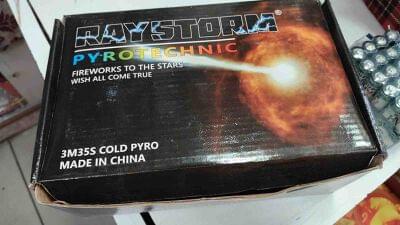 RAYSTORM®
PYROTECHNIC
FIREWORKS TO THE STARS
WISH ALL COME TRUE
3M35S COLD PYRO
MADE IN CHINA